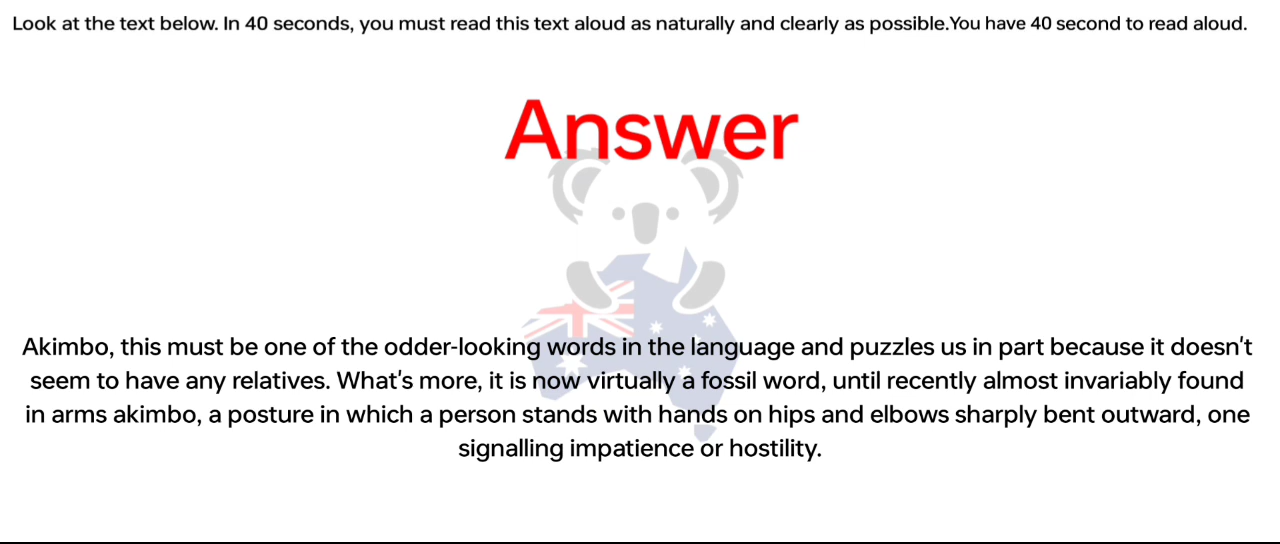 Look at the text below. In 40 seconds, you must read this text aloud as naturally and clearly as possible.You have 40 second to read aloud.
Answer
Akimbo, this must be one of the odder-looking words in the language and puzzles us in part because it doesn't
seem to have any relatives. What's more, it is now virtually a fossil word, until recently almost invariably found
in arms akimbo, a posture in which a person stands with hands on hips and elbows sharply bent outward, one
signalling impatience or hostility.